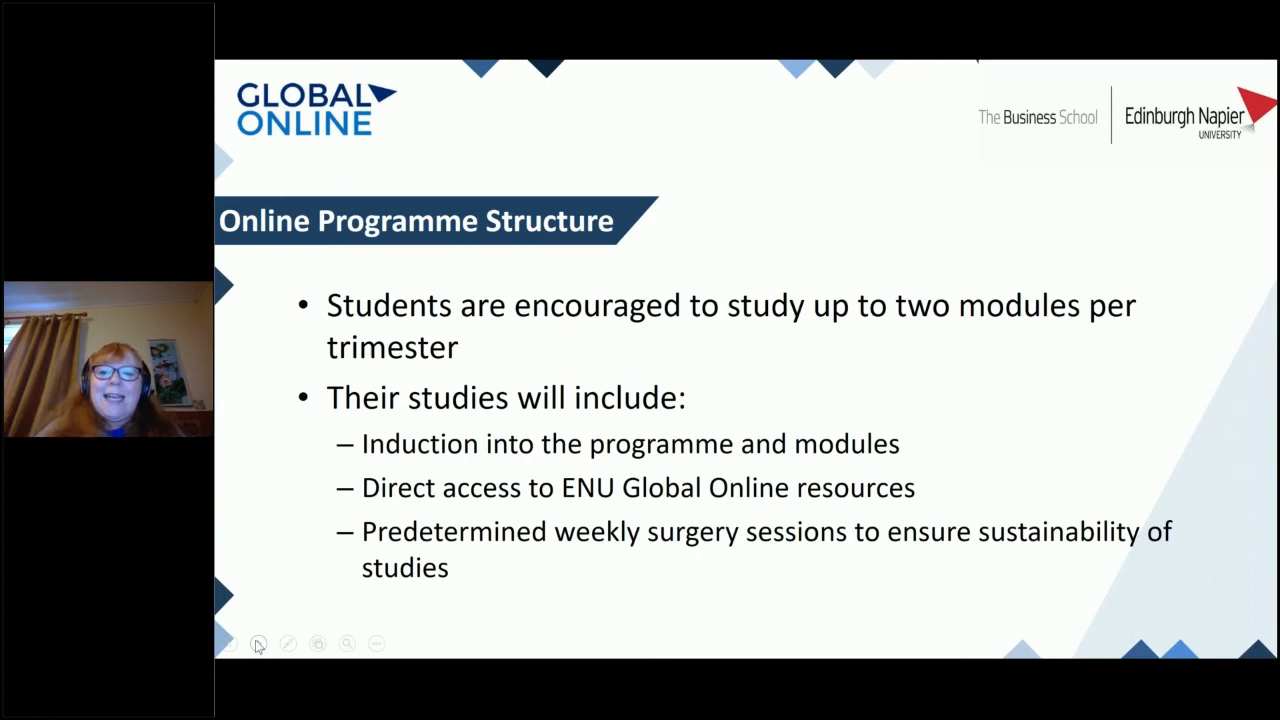 GLOBAL
ONLINE
The Business School
Edinburgh Napier
UNIVERSITY
Online Programme Structure
• Students are encouraged to study up to two modules per
trimester
• Their studies will include:
– Induction into the programme and modules
– Direct access to ENU Global Online resources
– Predetermined weekly surgery sessions to ensure sustainability of
studies